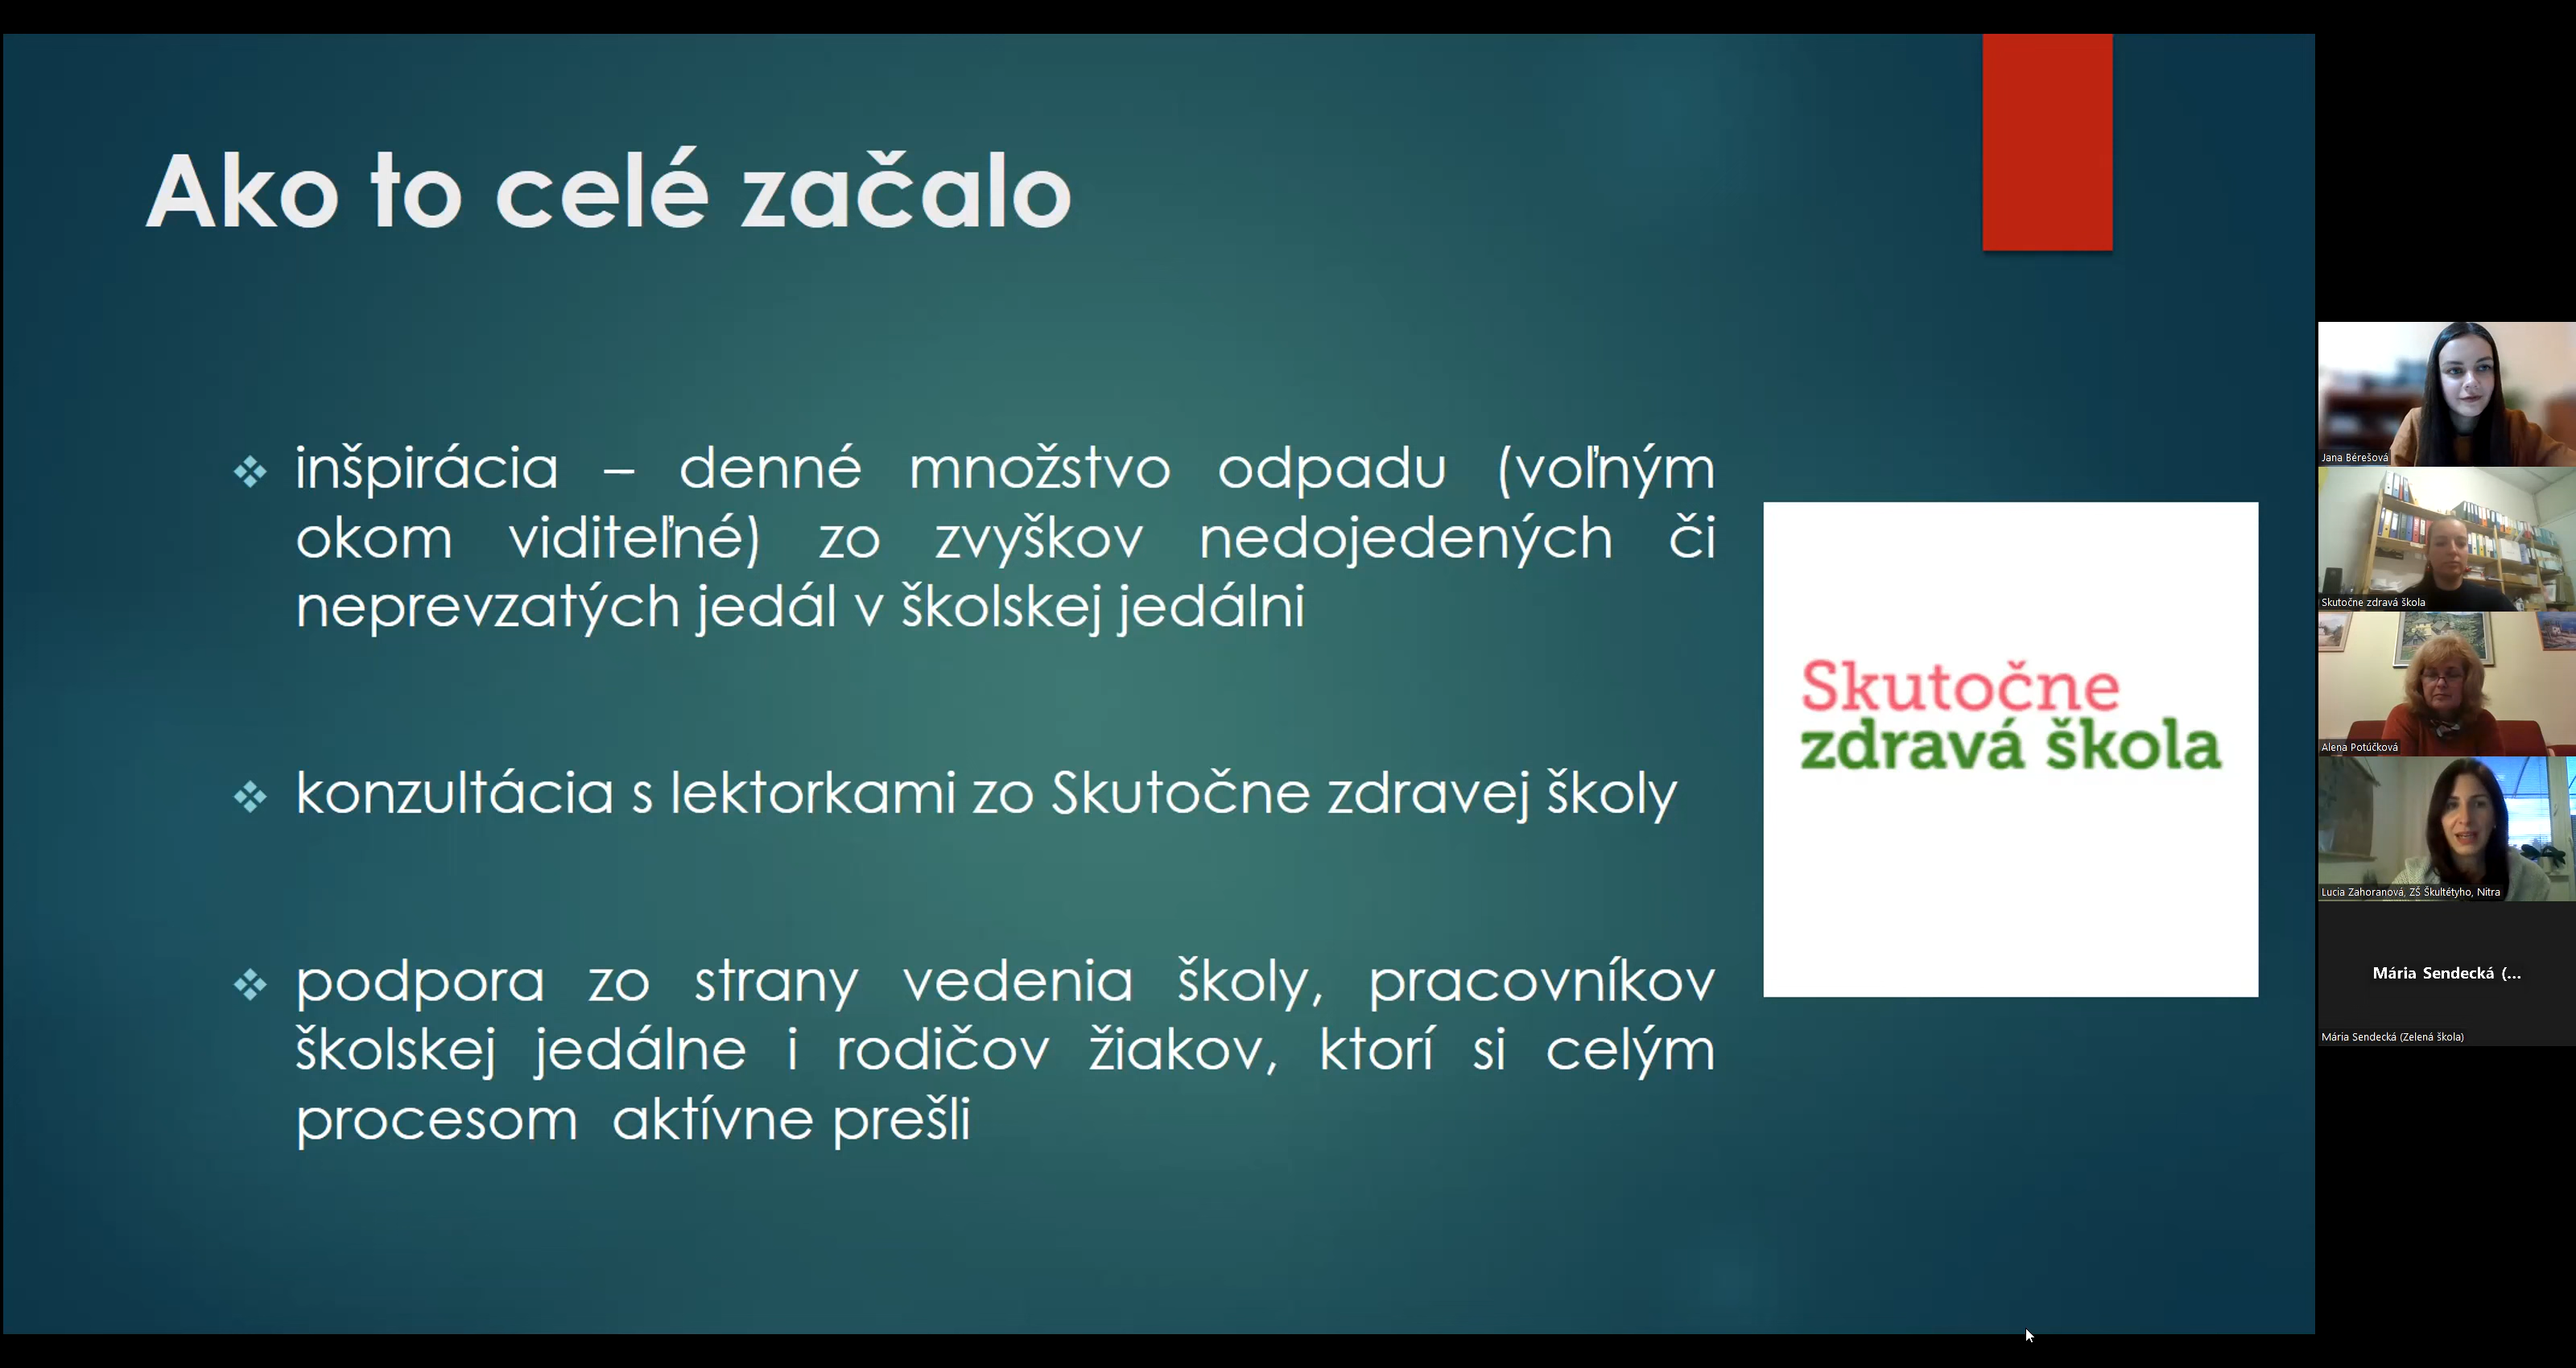 Ako to celé začalo
inšpirácia – denné množstvo odpadu (voľným
okom viditeľné) zo zvyškov nedojedených či
neprevzatých jedál v školskej jedálni
konzultácia s lektorkami zo Skutočne zdravej školy
podpora zo strany vedenia školy, pracovníkov
školskej jedálne i rodičov žiakov, ktorí si celým
procesom aktívne prešli
Skutočne
zdravá škola
Jana Bérešová
Skutočne zdravá škola
Alena Potúčková
Lucia Zahoranová, ZŠ Škultétyho, Nitra
Mária Sendecká (...
Mária Sendecká (Zelená škola)